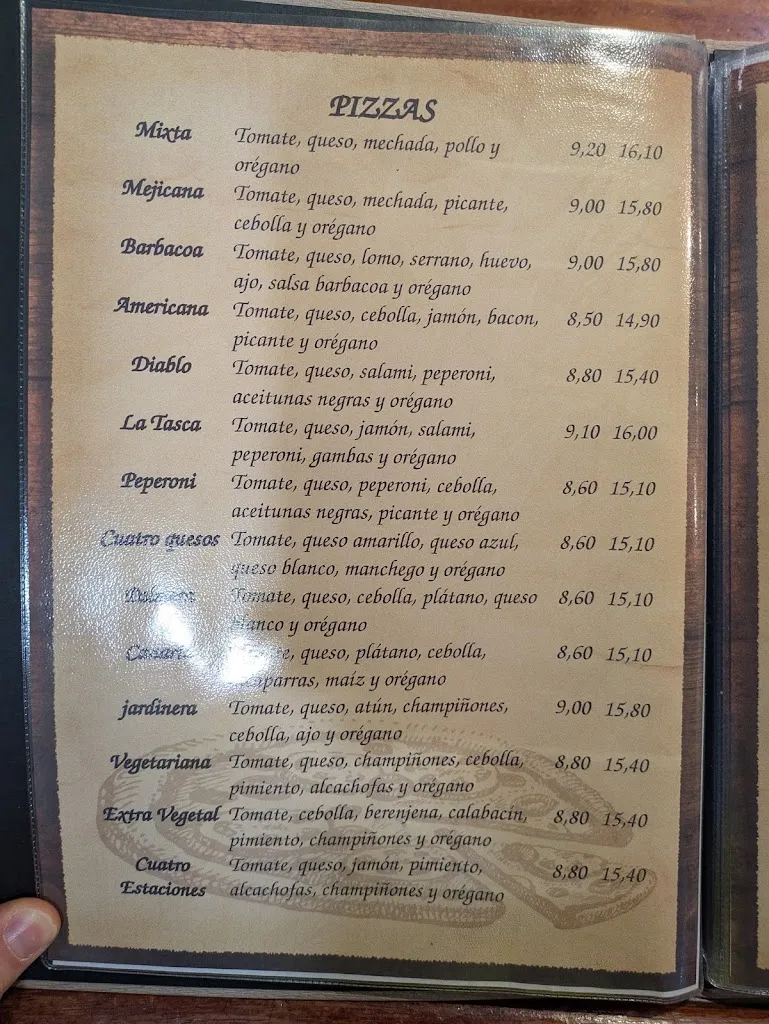 PIZZAS
Mixta Tomate, queso, mechada, pollo y 9,20 16,10
orégano
Mejicana Tomate, queso, mechada, picante, 9,00 15,80
cebolla y orégano
Barbacoa Tomate, queso, lomo, serrano, huevo, 9,00 15,80
ajo, salsa barbacoa y orégano
Americana Tomate, queso, cebolla, jamón, bacon, 8,50 14,90
picante y orégano
Diablo Tomate, queso, salami, peperoni, 8,80 15,40
aceitunas negras y orégano
La Tasca Tomate, queso, jamón, salami, 9,10 16,00
peperoni, gambas y orégano
Peperoni Tomate, queso, peperoni, cebolla, 8,60 15,10
aceitunas negras, picante y orégano
Cuatro quesos Tomate, queso amarillo, queso azul, 8,60 15,10
queso blanco, manchego y orégano
Tomate, queso, cebolla, plátano, queso 8,60 15,10
blanco y orégano
queso, plátano, cebolla, 8,60 15,10
alcaparras, maíz y orégano
jardinera Tomate, queso, atún, champiñones, 9,00 15,80
cebolla, ajo y orégano
Vegetariana Tomate, queso, champiñones, cebolla, 8,80 15,40
pimiento, alcachofas y orégano
Extra Vegetal Tomate, cebolla, berenjena, calabacín, 8,80 15,40
pimiento, champiñones y orégano
Cuatro Tomate, queso, jamón, pimiento, 8,80 15,40
Estaciones alcachofas, champiñones y orégano